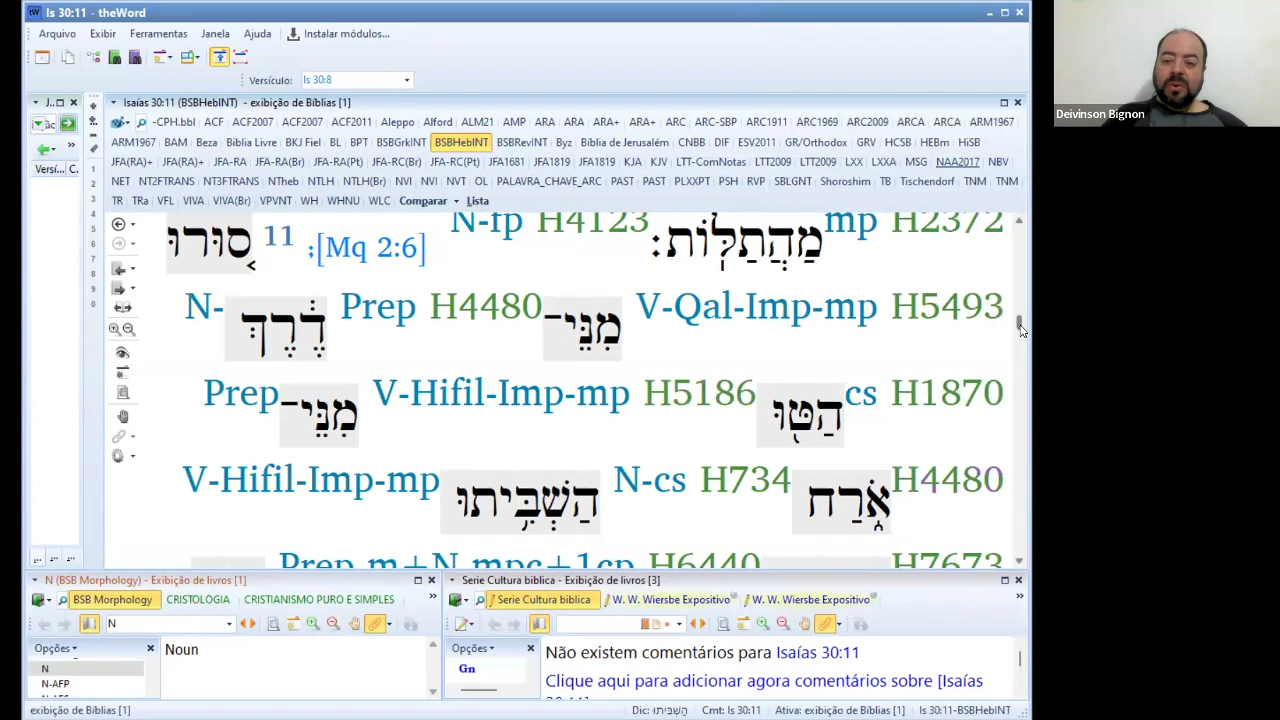 Is 30:11 - theWord
Arquivo Exibir Ferramentas Janela Ajuda Instalar módulos...
Versículo: Is 30:8
J... Isaías 30:11 (BSBHebINT) - exibição de Bíblias [1]
-CPH.bbl ACF ACF2007 ACF2007 ACF2011 Aleppo Alford ALM21 AMP ARA ARA+ ARA+ ARC ARC-SBF ARC1911 ARC1969 ARC2009 ARCA ARCA ARM1967
ARM1967 BAM Beza Bíblia Livre BKJ Fiel BL BPT BSBGrkINT BSBHebINT BSBRevINT Byz Bíblia de Jerusalém CNBB DIF ESV2011 GR/Orthodox GRV HCSB HEBm HiSB
JFA(RA)+ JFA(RA)+ JFA-RA JFA-RA(Br) JFA-RA(Pt) JFA-RC(Br) JFA-RC(Pt) JFA1681 JFA1819 JFA1819 KJA KJV LTT-ComNotas LTT2009 LTT2009 LXX LXXA MSG NAA2017 NBV
NET NT2FTRANS NT3FTRANS NTheb NTLH NTLH(Br) NVI NVI NVT OL PALAVRA_CHAVE_ARC PAST PAST PLXXPT PSH RVP SBLGNT Shoroshim TB Tischendorf TNM TNM
TR TRa VFL VIVA VIVA(Br) VPVNT WH WHNU WLC Comparar Lista
Versí... C.
ס֚וּרוּ 11 ;[Mq 2:6] N-fp H4123 מַהֲתַלּֽוֹת׃ mp H2372
N- דֶ֔רֶךְ Prep H4480 מִנֵּי־ V-Qal-Imp-mp H5493
Prep מִנֵּי־ V-Hifil-Imp-mp H5186 הַטּ֖וּ cs H1870
V-Hifil-Imp-mp הַשְׁבִּ֥יתוּ N-cs H734 אֹ֑רַח H4480
Prep-m+N-mpc+1cp H6440 H7673
N (BSB Morphology) - Exibição de livros [1]
BSB Morphology CRISTOLOGIA CRISTIANISMO PURO E SIMPLES
N
Opções
N
N-AFP
Noun
Serie Cultura biblica - Exibição de livros [3]
Serie Cultura biblica W. W. Wiersbe Expositivo W. W. Wiersbe Expositivo
Opções
Gn
Não existem comentários para Isaías 30:11
Clique aqui para adicionar agora comentários sobre [Isaías
exibição de Bíblias [1] Dic: הַשְׁבִּיתוּ Cmt: Is 30:11 Ativa: exibição de Bíblias [1] Is 30:11-BSBHebINT
Deivinson Bignon